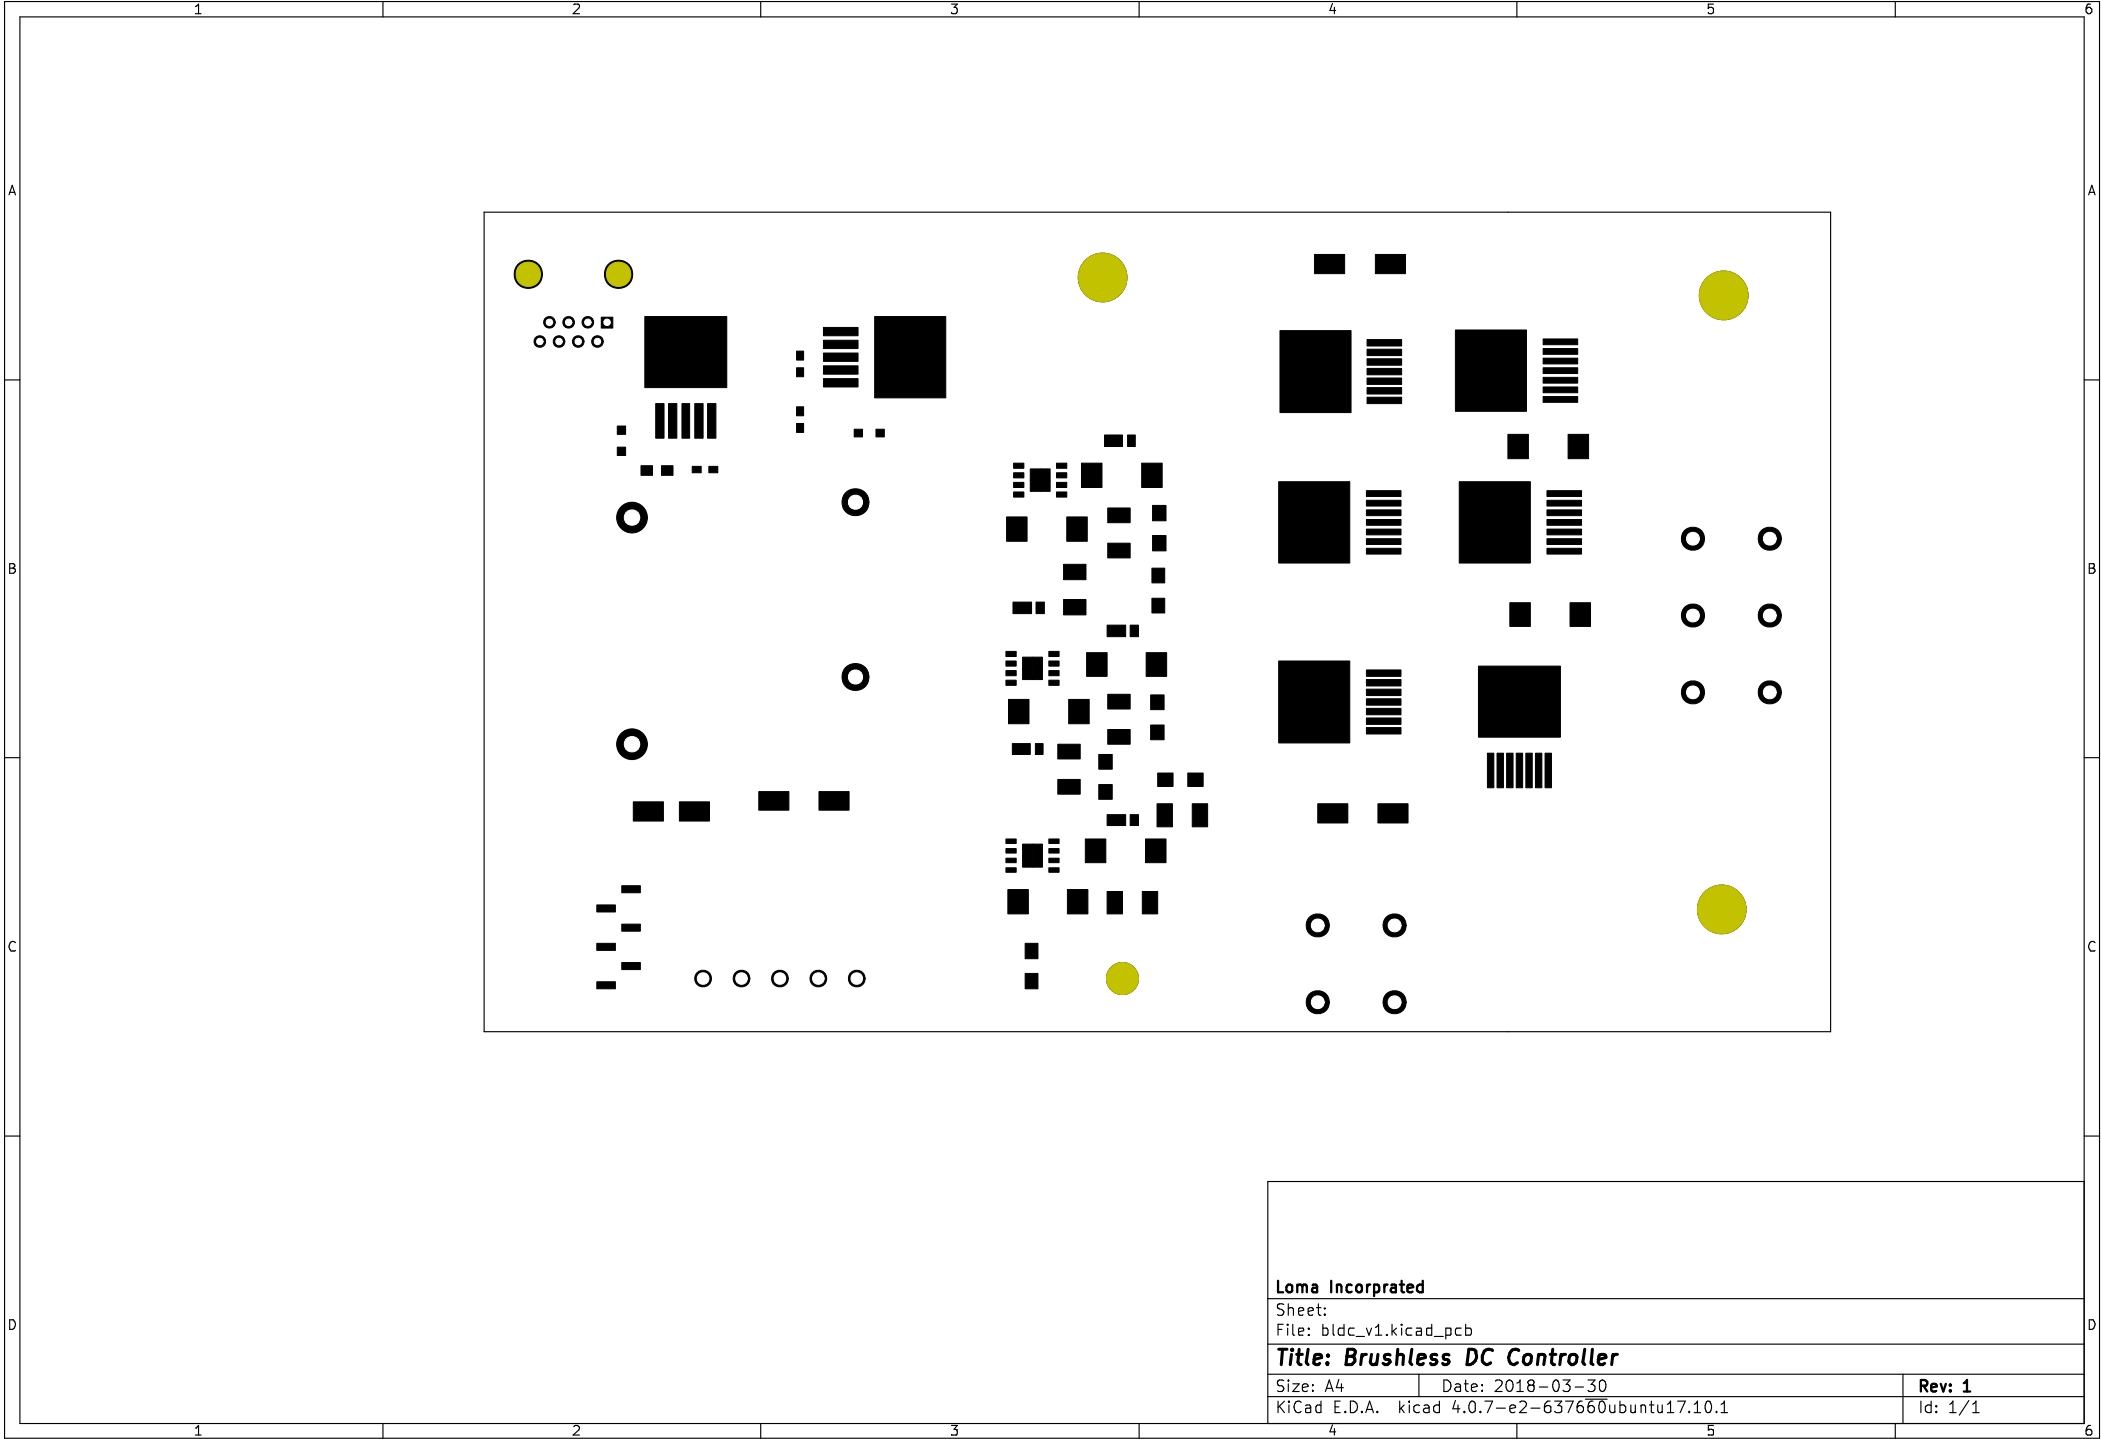 1 2 3 4 5 6
A A
B B
C C
Loma Incorprated
Sheet:
File: bldc_v1.kicad_pcb
D D
Title: Brushless DC Controller
Size: A4 Date: 2018-03-30 Rev: 1
KiCad E.D.A. kicad 4.0.7-e2-637660ubuntu17.10.1 Id: 1/1
1 2 3 4 5 6